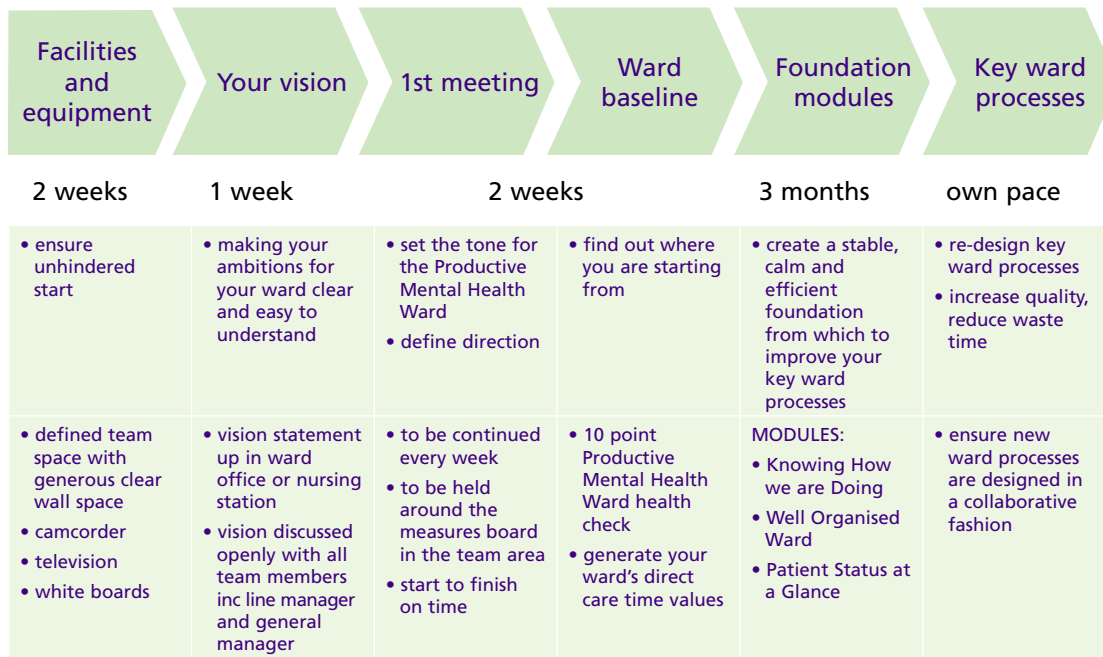 Facilities
and
equipment
Your vision
1st meeting
Ward
baseline
Foundation
modules
Key ward
processes
2 weeks
1 week
2 weeks
3 months
own pace
• ensure
unhindered
start
• making your
ambitions for
your ward clear
and easy to
understand
• set the tone for
the Productive
Mental Health
Ward
• define direction
• find out where
you are starting
from
• create a stable,
calm and
efficient
foundation
from which to
improve your
key ward
processes
• re-design key
ward processes
• increase quality,
reduce waste
time
• defined team
space with
generous clear
wall space
• camcorder
• television
• white boards
• vision statement
up in ward
office or nursing
station
• vision discussed
openly with all
team members
inc line manager
and general
manager
• to be continued
every week
• to be held
around the
measures board
in the team area
• start to finish
on time
• 10 point
Productive
Mental Health
Ward health
check
• generate your
ward's direct
care time values
MODULES:
• Knowing How
we are Doing
• Well Organised
Ward
• Patient Status at
a Glance
• ensure new
ward processes
are designed in
a collaborative
fashion